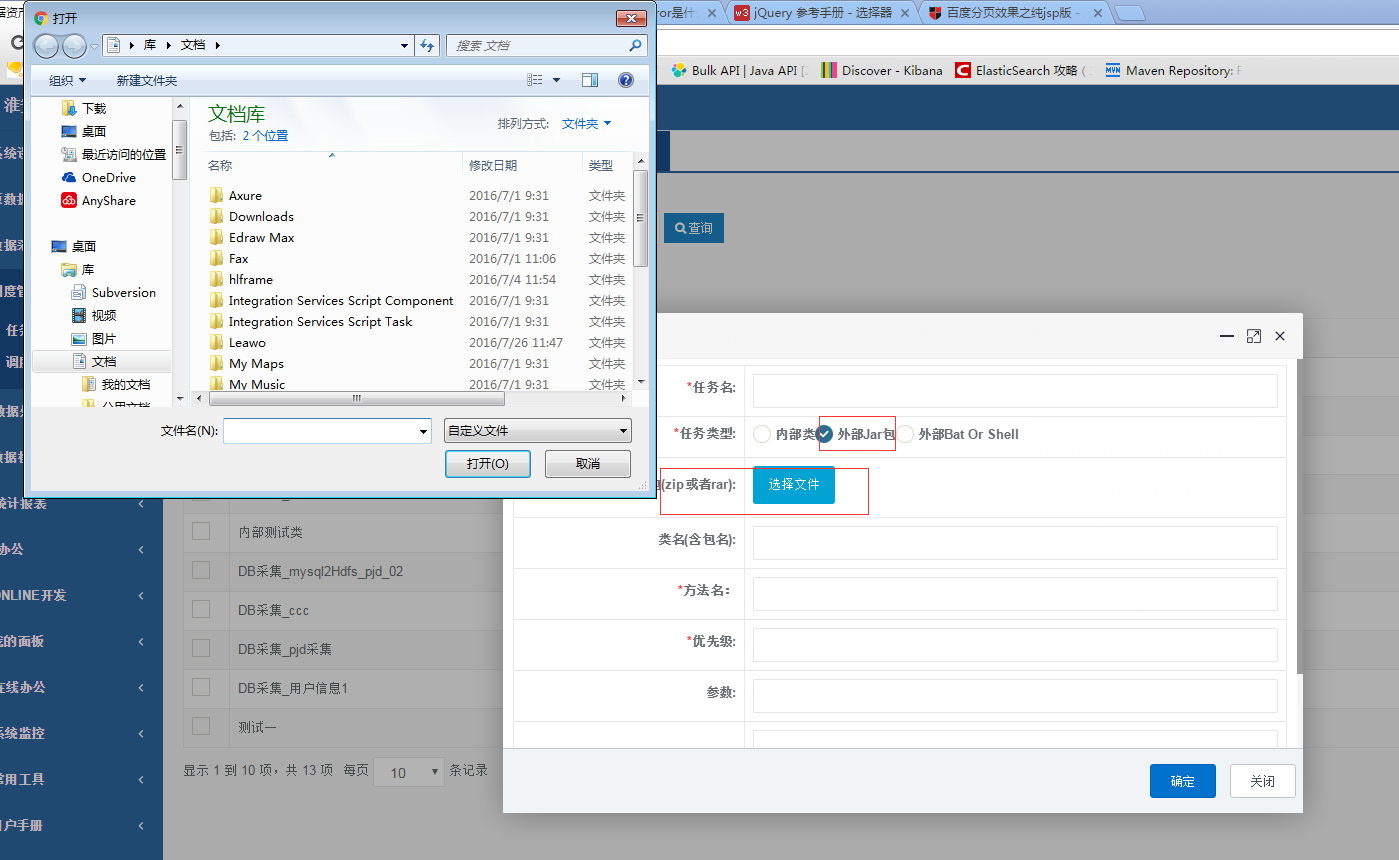 打开
jQuery 参考手册 - 选择器
百度分页效果之纯jsp版 -
库
文档
搜索 文档
Bulk API | Java API [
Discover - Kibana
ElasticSearch 攻略 (
Maven Repository: F
组织
新建文件夹
下载
桌面
最近访问的位置
OneDrive
AnyShare
桌面
库
Subversion
视频
图片
文档
我的文档
文档库
包括: 2 个位置
排列方式: 文件夹
名称 修改日期 类型
Axure 2016/7/1 9:31 文件夹
Downloads 2016/7/1 9:31 文件夹
Edraw Max 2016/7/1 9:31 文件夹
Fax 2016/7/1 11:06 文件夹
hlframe 2016/7/4 11:54 文件夹
Integration Services Script Component 2016/7/1 9:31 文件夹
Integration Services Script Task 2016/7/1 9:31 文件夹
Leawo 2016/7/26 11:47 文件夹
My Maps 2016/7/1 9:31 文件夹
My Music 2016/7/1 9:31 文件夹
文件名(N):
自定义文件
打开(O)
取消
查询
*任务名:
*任务类型: 内部类 外部Jar包 外部Bat Or Shell
(zip或者rar): 选择文件
类名(含包名):
*方法名:
*优先级:
参数:
确定
关闭
统计报表
办公
ONLINE开发
我的面板
在线办公
系统监控
常用工具
用户手册
内部测试类
DB采集_mysql2Hdfs_pjd_02
DB采集_ccc
DB采集_pjd采集
DB采集_用户信息1
测试一
显示 1 到 10 项，共 13 项 每页 10 条记录